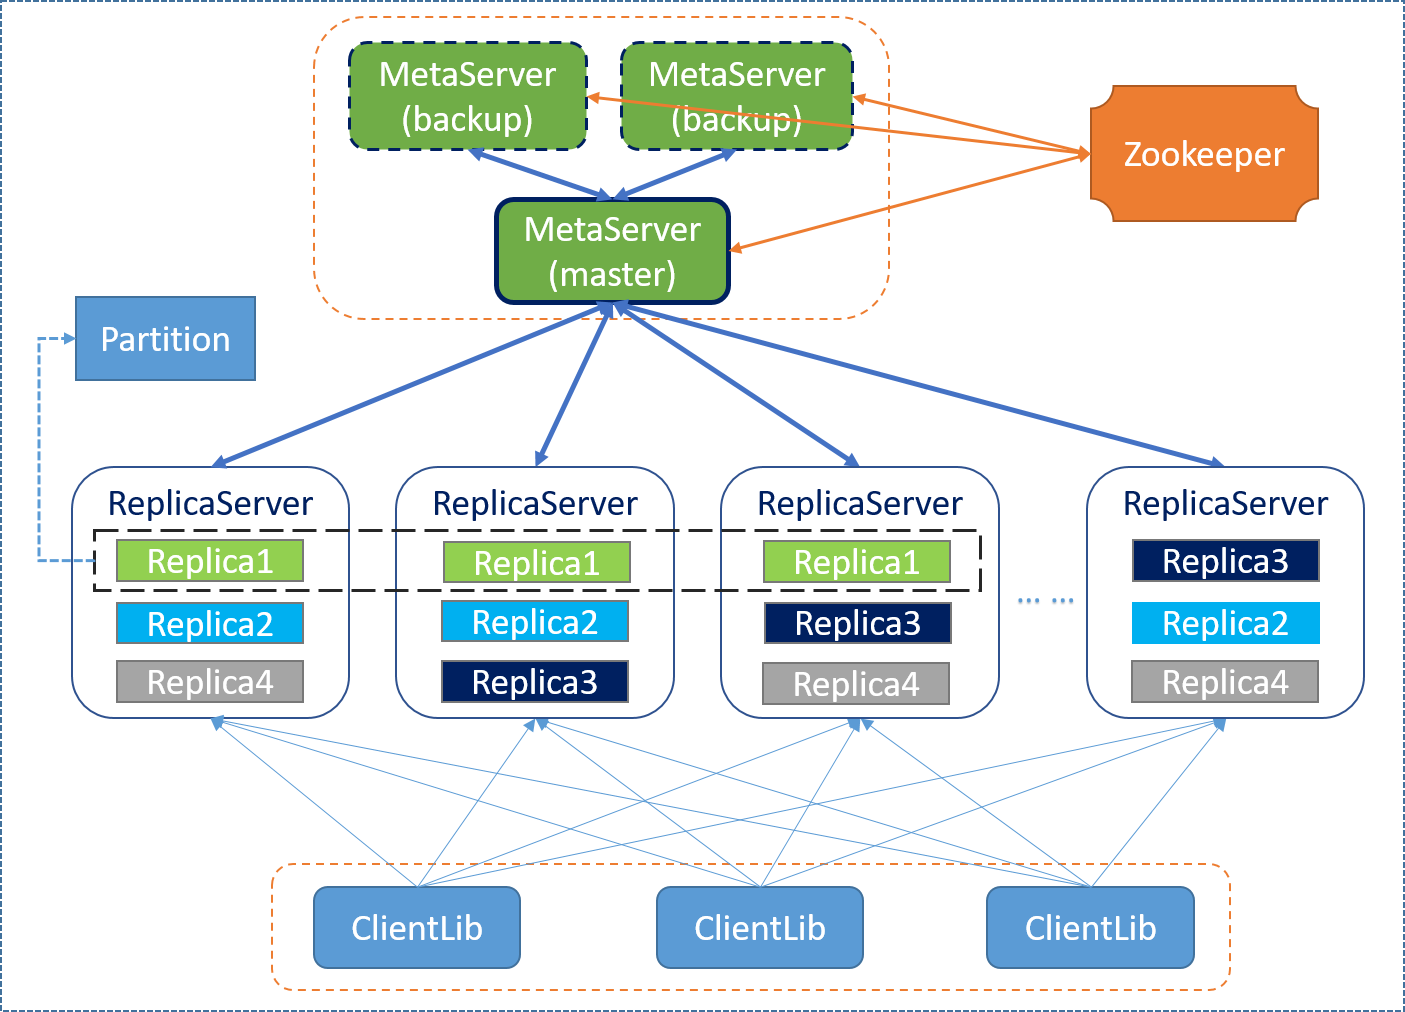 MetaServer
(backup)
MetaServer
(backup)
Zookeeper
MetaServer
(master)
Partition
ReplicaServer
Replica1
Replica2
Replica4
ReplicaServer
Replica1
Replica2
Replica3
ReplicaServer
Replica1
Replica3
Replica4
... ...
ReplicaServer
Replica3
Replica2
Replica4
ClientLib
ClientLib
ClientLib